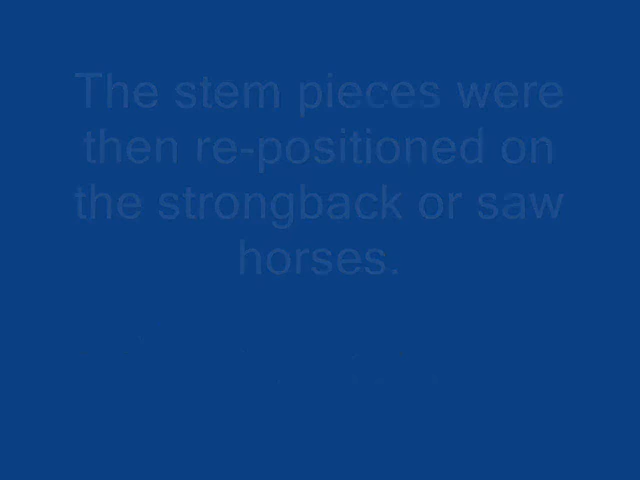 The stem pieces were
then re-positioned on
the strongback or saw
horses.